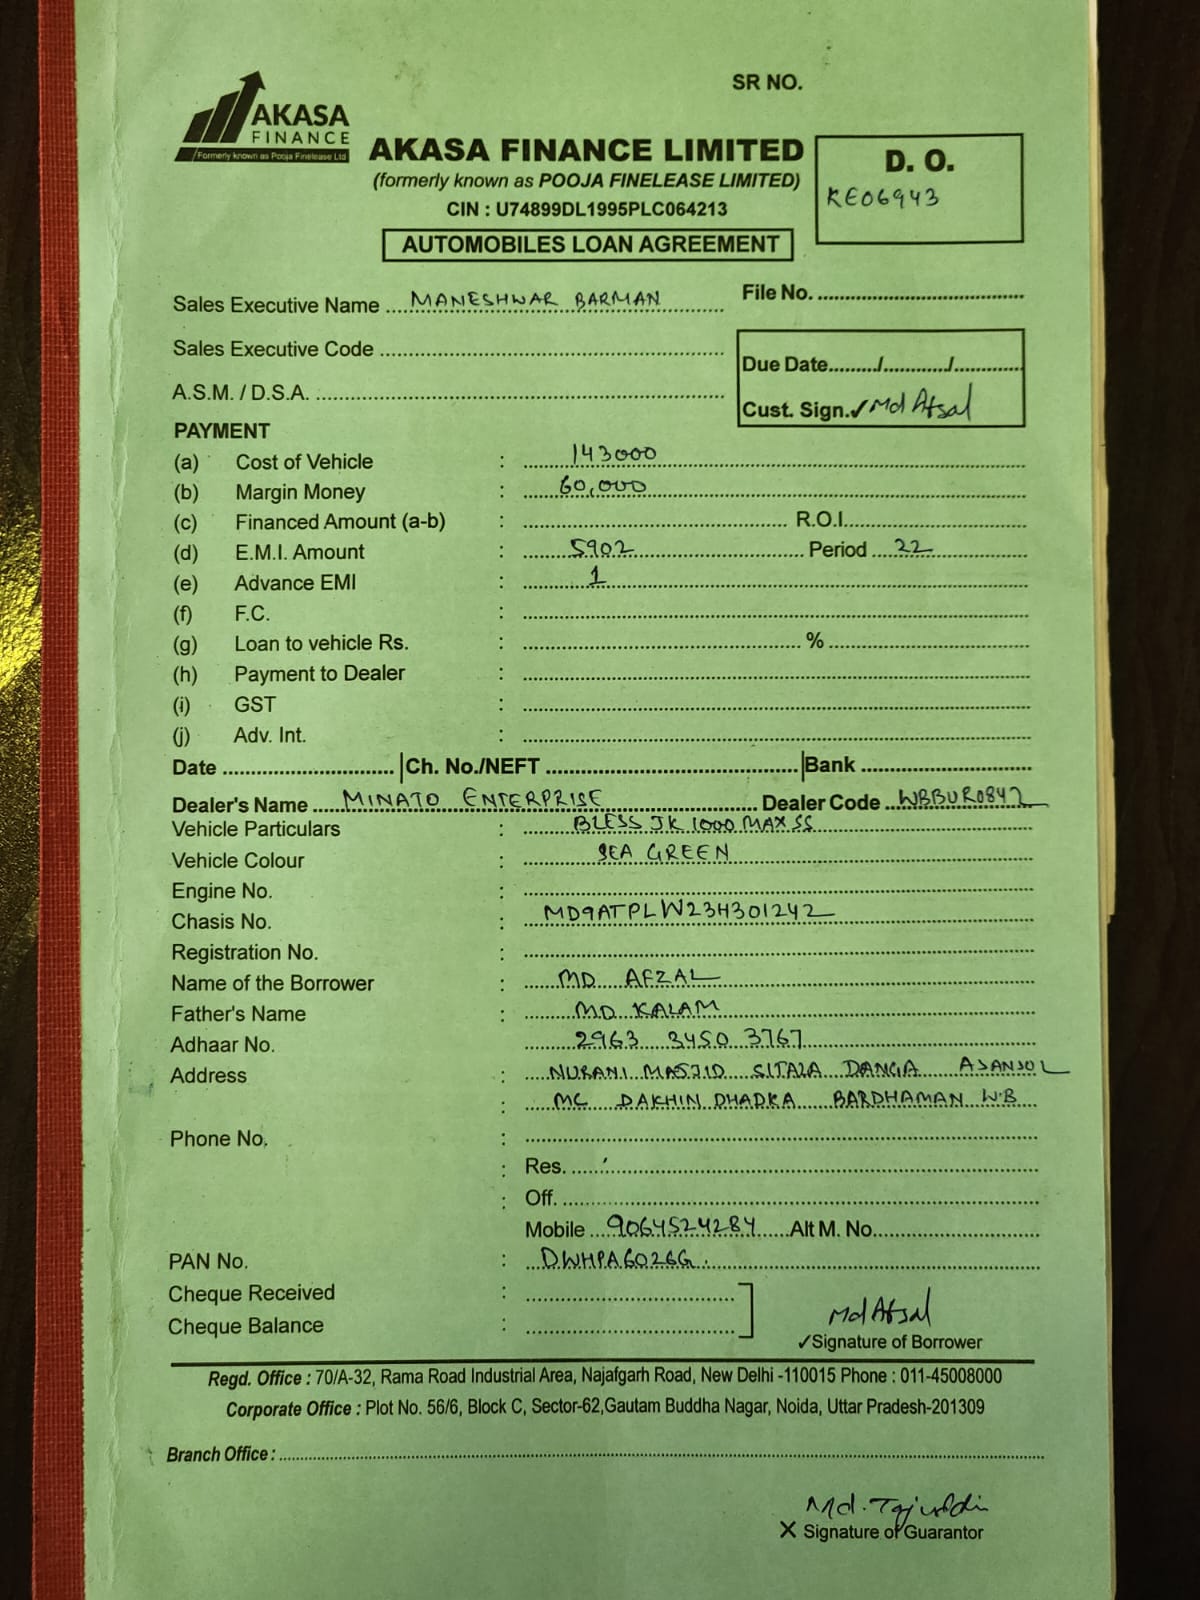 SR NO.
AKASA
FINANCE
Formerly known as Pooja Finelease Ltd
AKASA FINANCE LIMITED
(formerly known as POOJA FINELEASE LIMITED)
CIN : U74899DL1995PLC064213
AUTOMOBILES LOAN AGREEMENT
D. O.
KE06943
Sales Executive Name MANESHWAR BARMAN File No.
Sales Executive Code
Due Date / /
A.S.M. / D.S.A.
Cust. Sign. ✓ Md Afsal
PAYMENT
(a) Cost of Vehicle : 143000
(b) Margin Money : 60,000
(c) Financed Amount (a-b) : R.O.I.
(d) E.M.I. Amount : 5902 Period 22
(e) Advance EMI : 1
(f) F.C. :
(g) Loan to vehicle Rs. : %
(h) Payment to Dealer :
(i) GST :
(j) Adv. Int. :
Date | Ch. No./NEFT | Bank
Dealer's Name MINATO ENTERPRISE Dealer Code WBBUR0842
Vehicle Particulars : BLESS JK 1000 MAX SS
Vehicle Colour : SEA GREEN
Engine No. :
Chasis No. : MD9ATPLW23H301242
Registration No. :
Name of the Borrower : MD AFZAL
Father's Name : MD KALAM
Adhaar No. 2963 3450 3767
Address : NURANI MASJID SITALA DANGA ASANSOL
: MC DAKHIN DHADKA BARDHAMAN W.B
Phone No. :
: Res.
: Off.
Mobile 9064524284 Alt M. No.
PAN No. : DWHPA6026G.
Cheque Received :
Cheque Balance :
Md Afsal
✓Signature of Borrower
Regd. Office : 70/A-32, Rama Road Industrial Area, Najafgarh Road, New Delhi -110015 Phone : 011-45008000
Corporate Office : Plot No. 56/6, Block C, Sector-62,Gautam Buddha Nagar, Noida, Uttar Pradesh-201309
Branch Office :
Md. Tajuddin
X Signature of Guarantor